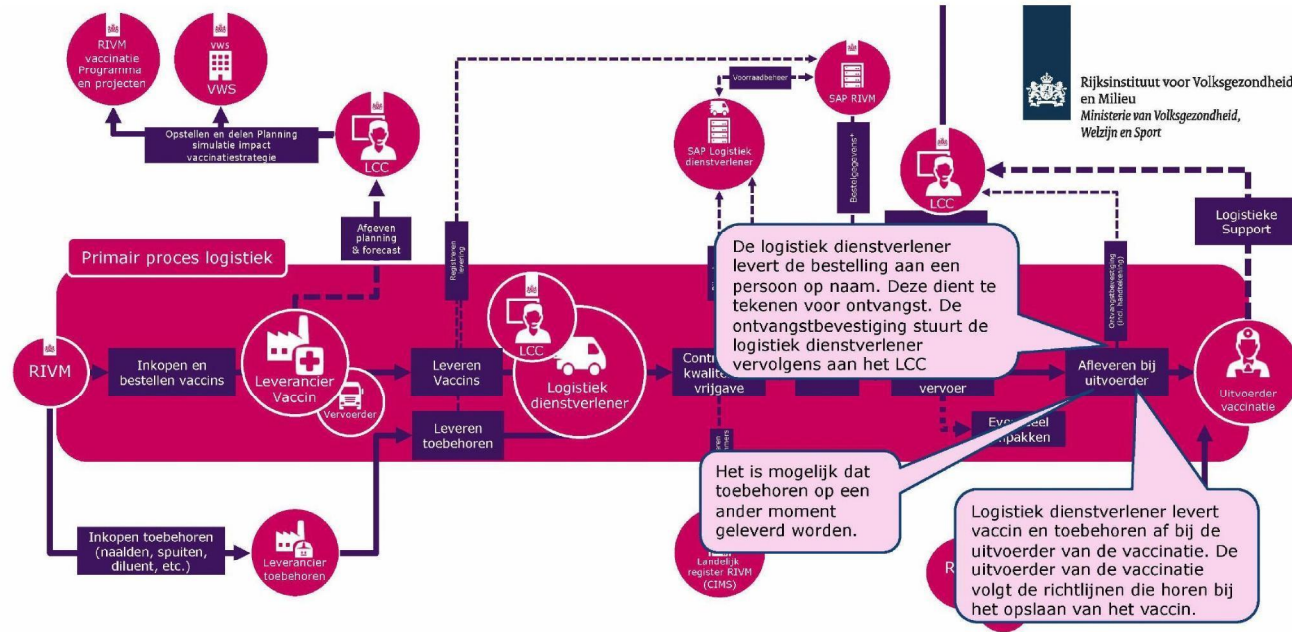 RIVM
vaccinatie
Programma
en projecten
VWS
VWS
Opstellen en delen Planning
simulatie impact
vaccinatiestrategie
LCC
Afgeven
planning
& forecast
Registreren
levering
Voorraadbeheer
SAP RIVM
SAP Logistiek
dienstverlener
Bestelgegevens*
LCC
Rijksinstituut voor Volksgezondheid
en Milieu
Ministerie van Volksgezondheid,
Welzijn en Sport
Logistieke
Support
Ontvangstbevestiging
(incl. handtekening)
Primair proces logistiek
De logistiek dienstverlener
levert de bestelling aan een
persoon op naam. Deze dient te
tekenen voor ontvangst. De
ontvangstbevestiging stuurt de
logistiek dienstverlener
vervolgens aan het LCC
RIVM
Inkopen en
bestellen vaccins
Leverancier
Vaccin
Vervoerder
Leveren
Vaccins
Leveren
toebehoren
LCC
Logistiek
dienstverlener
vrijgave
vervoer
Afleveren bij
uitvoerder
Uitvoerder
vaccinatie
Het is mogelijk dat
toebehoren op een
ander moment
geleverd worden.
Logistiek dienstverlener levert
vaccin en toebehoren af bij de
uitvoerder van de vaccinatie. De
uitvoerder van de vaccinatie
volgt de richtlijnen die horen bij
het opslaan van het vaccin.
Inkopen toebehoren
(naalden, spuiten,
diluent, etc.)
Leverancier
toebehoren
Landelijk
register RIVM
(CIMS)